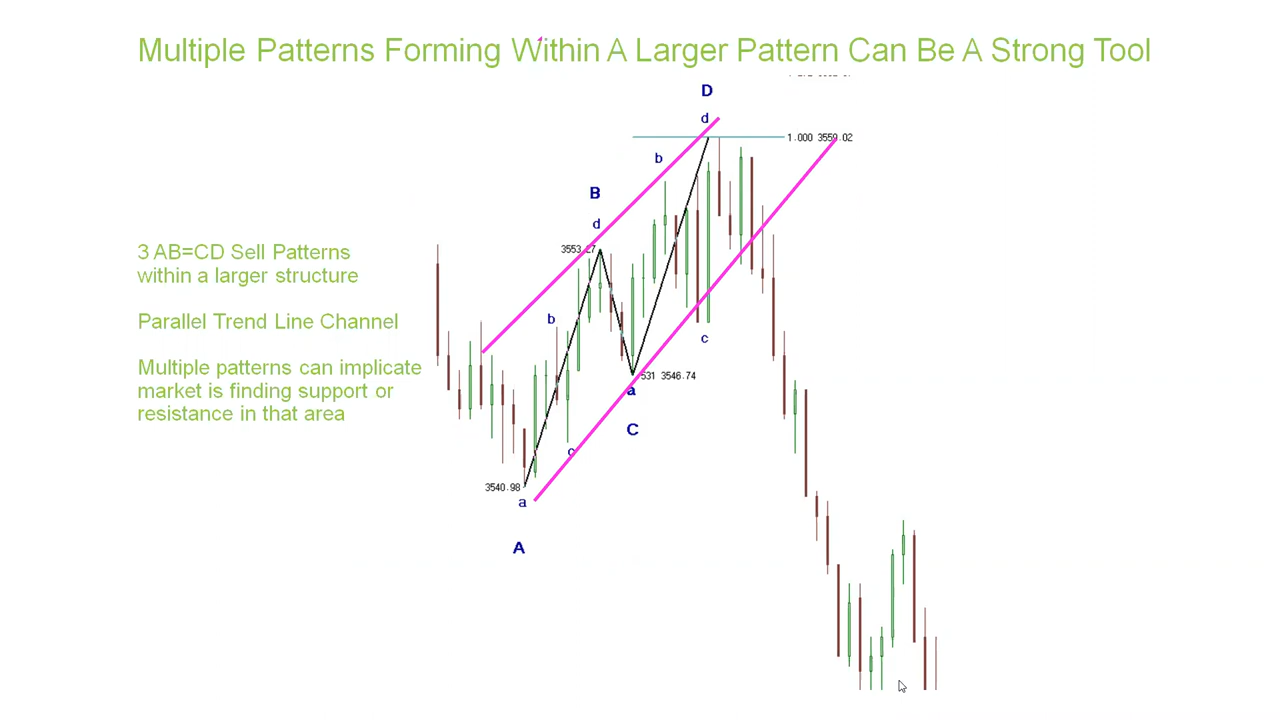 Multiple Patterns Forming Within A Larger Pattern Can Be A Strong Tool
D
d
1.000 3559.02
b
B
d
3553.27
3 AB=CD Sell Patterns
within a larger structure
Parallel Trend Line Channel
b
c
Multiple patterns can implicate
market is finding support or
resistance in that area
531 3546.74
a
C
c
3540.98
a
A